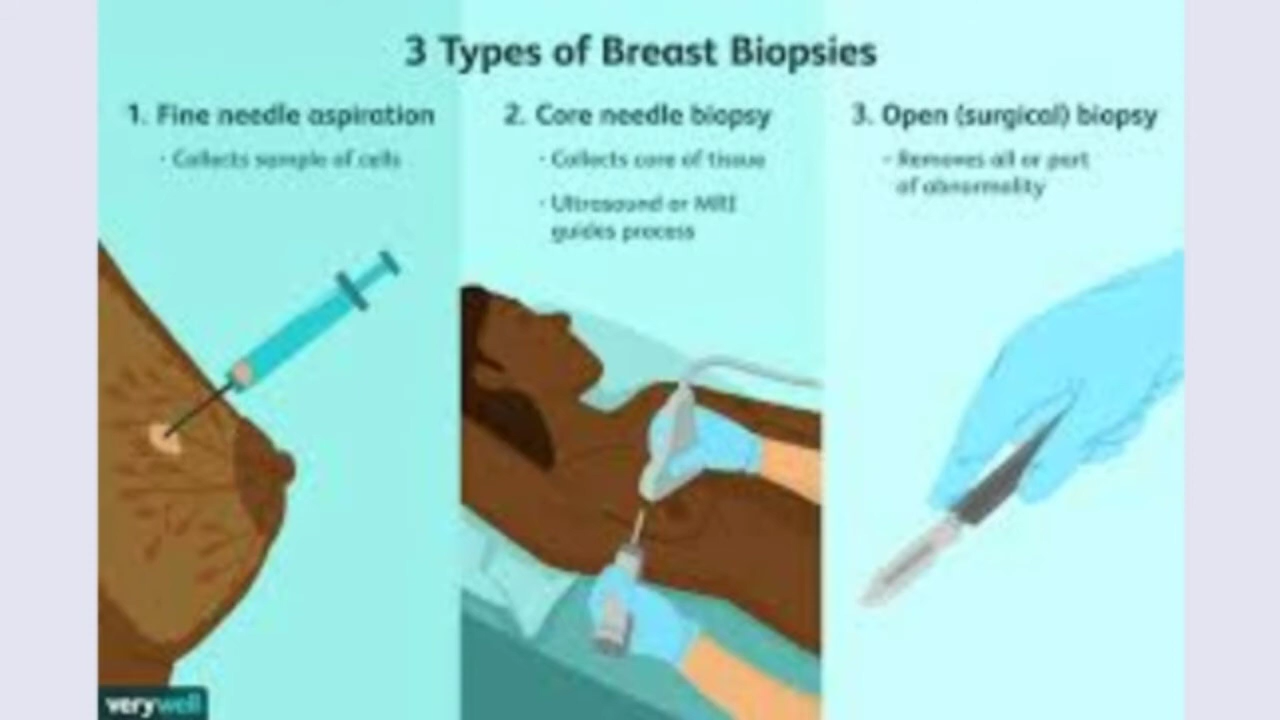 3 Types of Breast Biopsies
1. Fine needle aspiration
· Collects sample of cells
2. Core needle biopsy
· Collects core of tissue
· Ultrasound or MRI
guides process
3. Open (surgical) biopsy
· Removes all or part
of abnormality
verywell